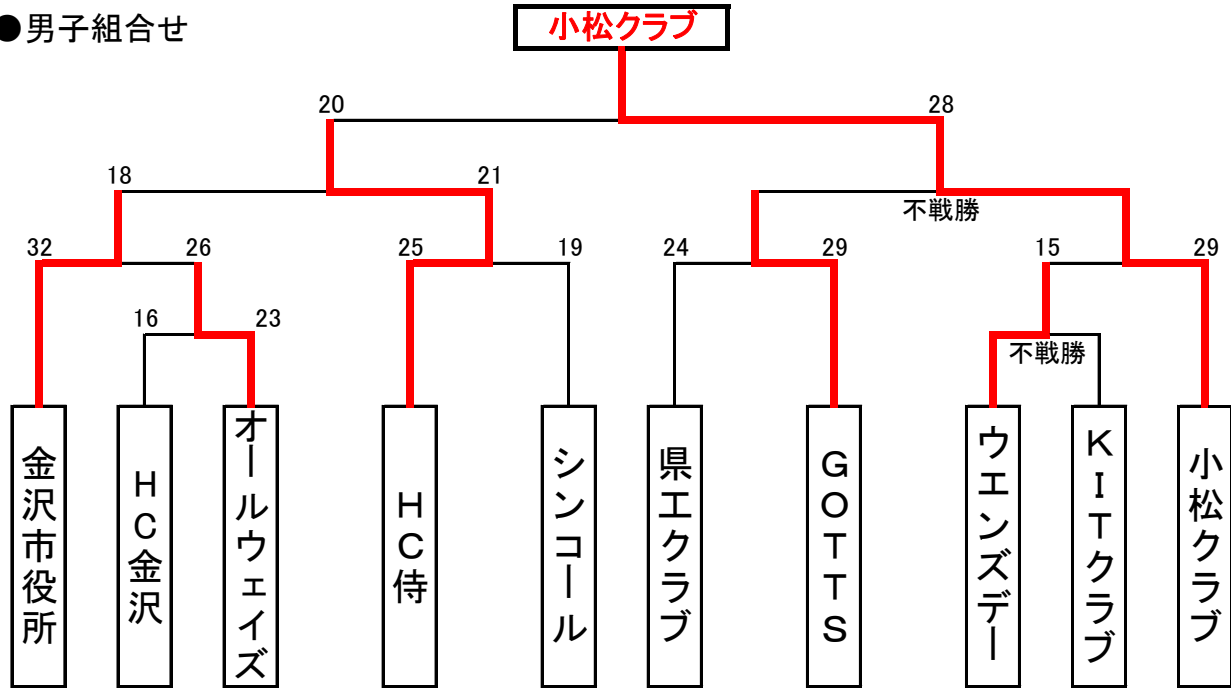 ●男子組合せ
小松クラブ
20
28
18
21
不戦勝
32
26
25
19
24
29
15
29
16
23
不戦勝
金沢市役所
HC金沢
オールウェイズ
HC侍
シンコール
県工クラブ
GOTTS
ウエンズデー
KITクラブ
小松クラブ